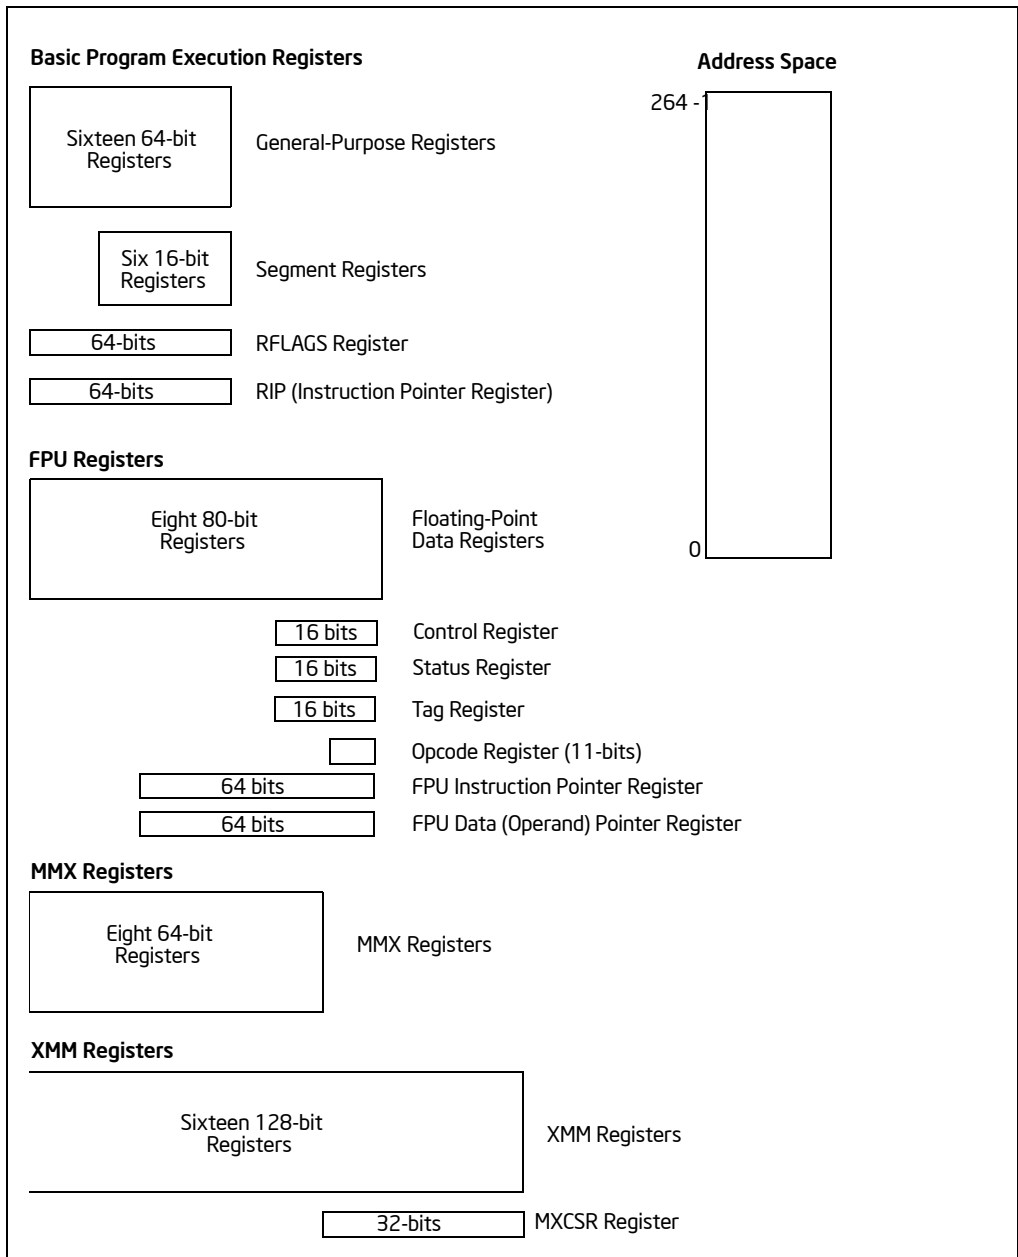 Basic Program Execution Registers
Address Space
264 -1
Sixteen 64-bit
Registers
General-Purpose Registers
Six 16-bit
Registers
Segment Registers
64-bits
RFLAGS Register
64-bits
RIP (Instruction Pointer Register)
FPU Registers
Eight 80-bit
Registers
Floating-Point
Data Registers
0
16 bits
Control Register
16 bits
Status Register
16 bits
Tag Register
Opcode Register (11-bits)
64 bits
FPU Instruction Pointer Register
64 bits
FPU Data (Operand) Pointer Register
MMX Registers
Eight 64-bit
Registers
MMX Registers
XMM Registers
Sixteen 128-bit
Registers
XMM Registers
32-bits
MXCSR Register